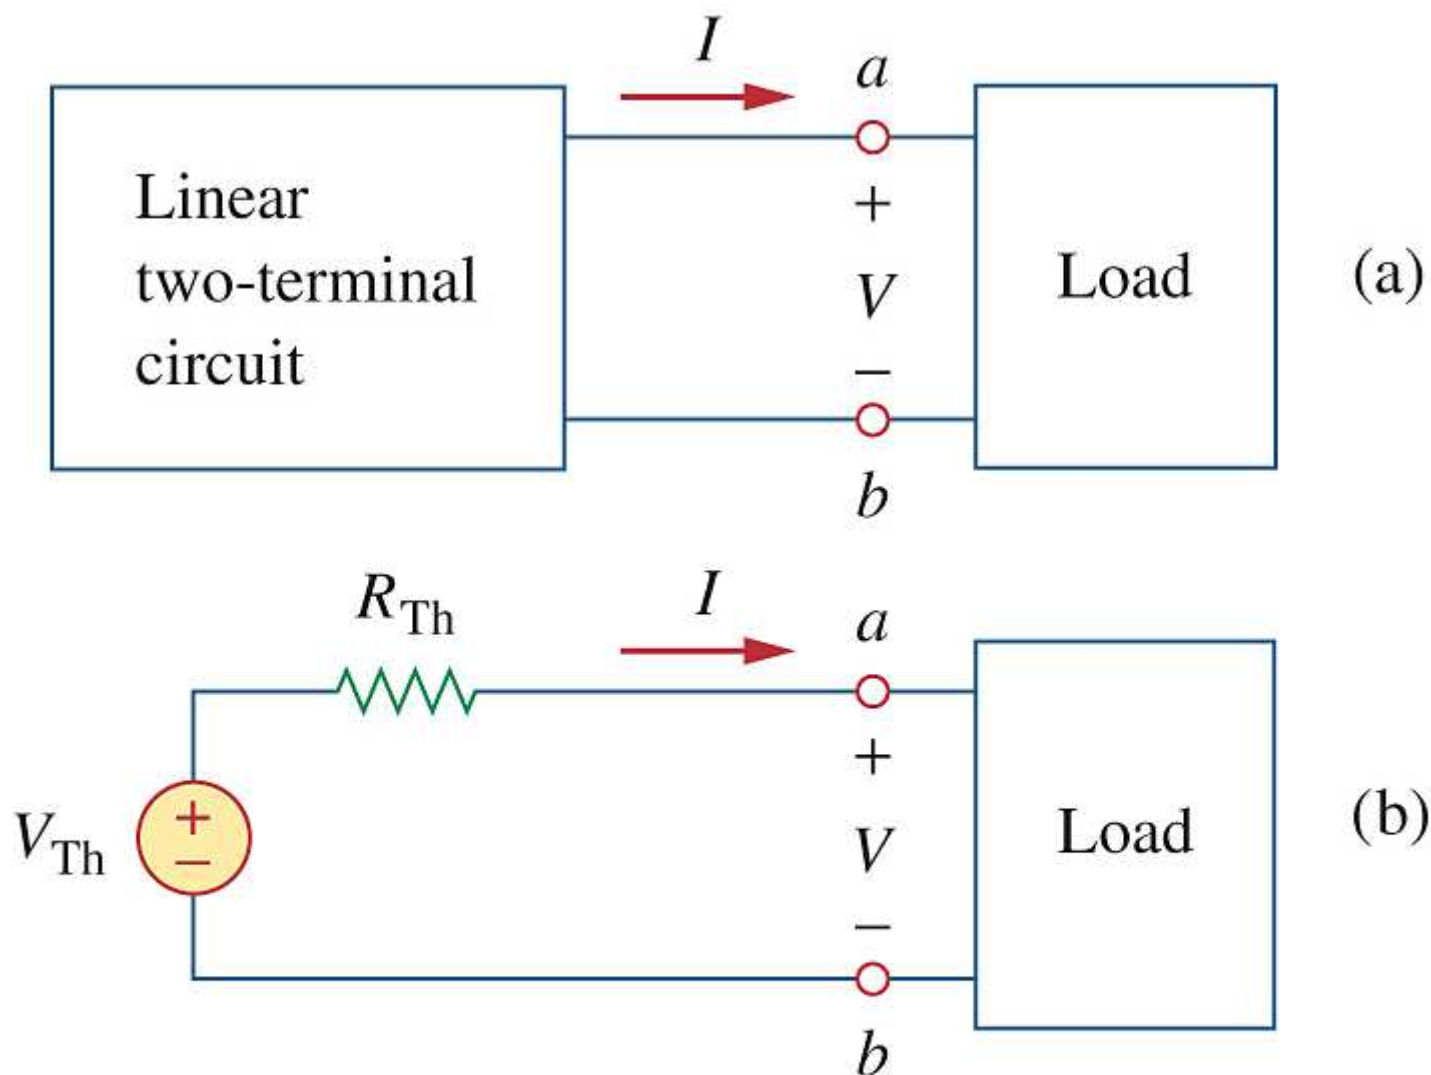 I
a
Linear
two-terminal
circuit
+
V
−
Load
(a)
b
R_Th
I
a
V_Th
+
−
+
V
−
Load
(b)
b